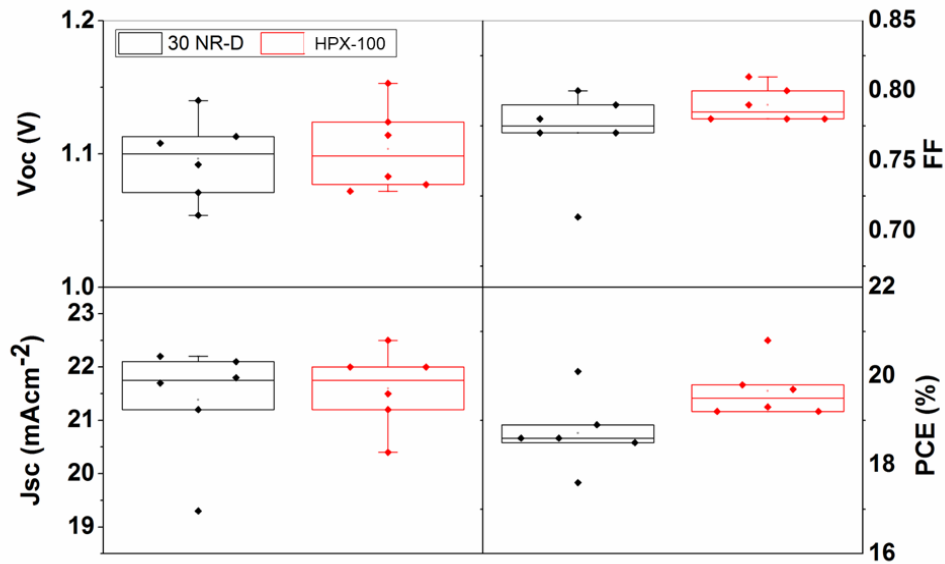 1.2
30 NR-D
HPX-100
1.1
Voc (V)
1.0
0.85
0.80
0.75
FF
0.70
23
22
21
20
19
Jsc (mAcm⁻²)
22
20
18
16
PCE (%)